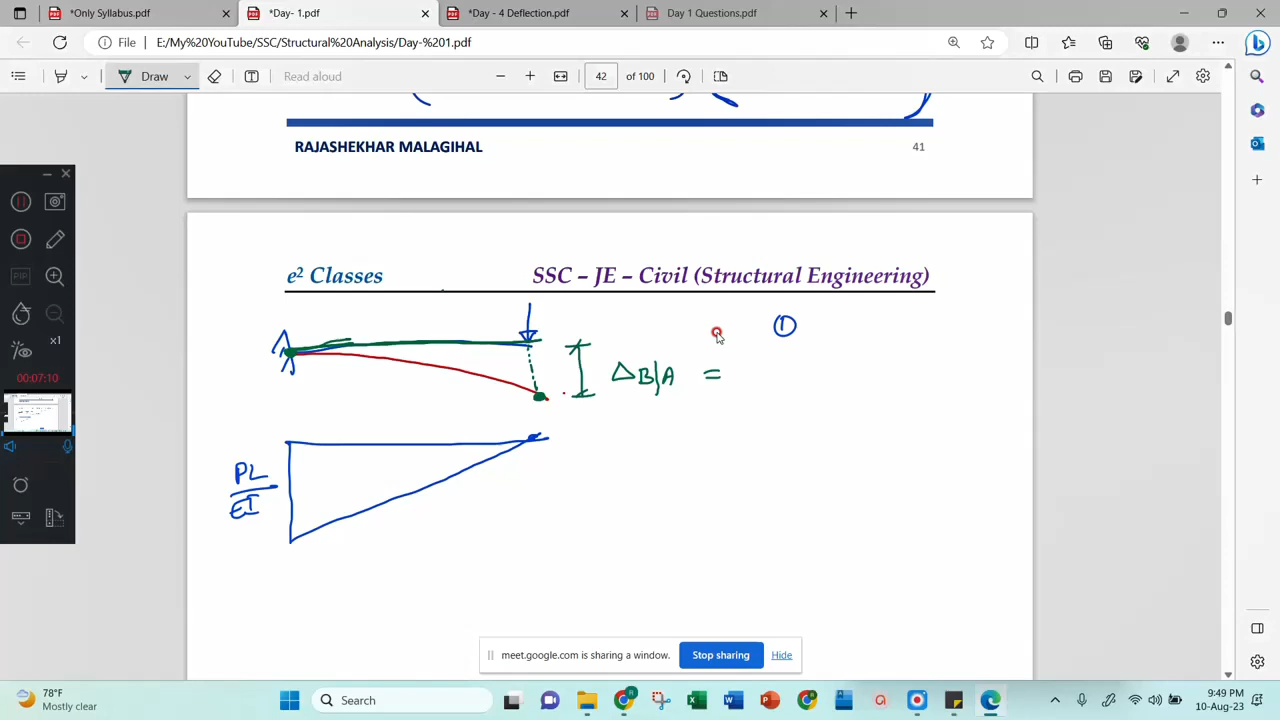 *Only Syllabus.pdf
*Day- 1.pdf
*Day - 4 Deflection.pdf
Day 1 Questions.pdf
File
E:/My%20YouTube/SSC/Structural%20Analysis/Day-%201.pdf
Draw
Read aloud
42 of 100
RAJASHEKHAR MALAGIHAL
41
PIP
x1
00:07:10
e² Classes
SSC – JE – Civil (Structural Engineering)
①
ΔB|A =
PL
EI
meet.google.com is sharing a window.
Stop sharing
Hide
78°F
Mostly clear
Search
9:49 PM
10-Aug-23